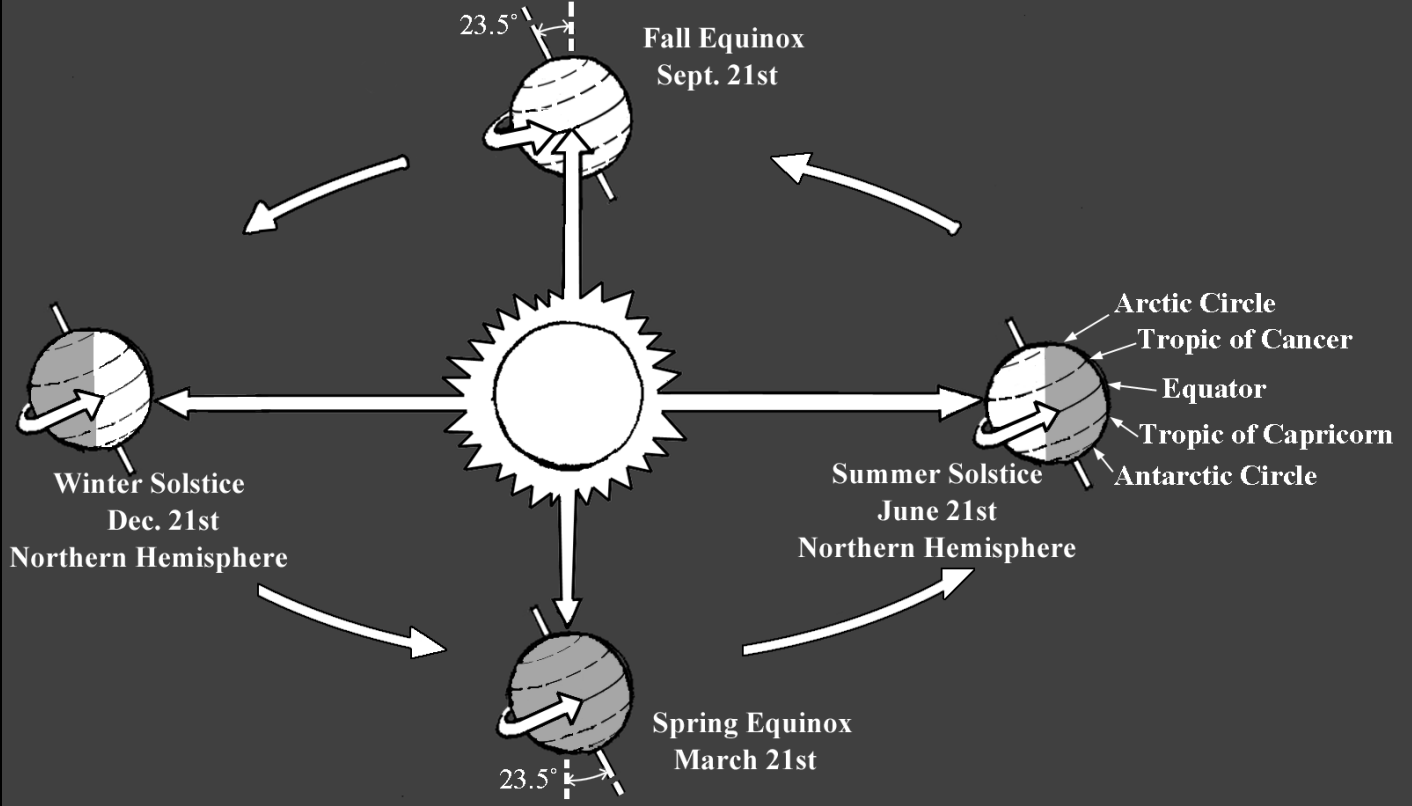 23.5°
Fall Equinox
Sept. 21st
Arctic Circle
Tropic of Cancer
Equator
Tropic of Capricorn
Antarctic Circle
Winter Solstice
Dec. 21st
Northern Hemisphere
Summer Solstice
June 21st
Northern Hemisphere
Spring Equinox
March 21st
23.5°